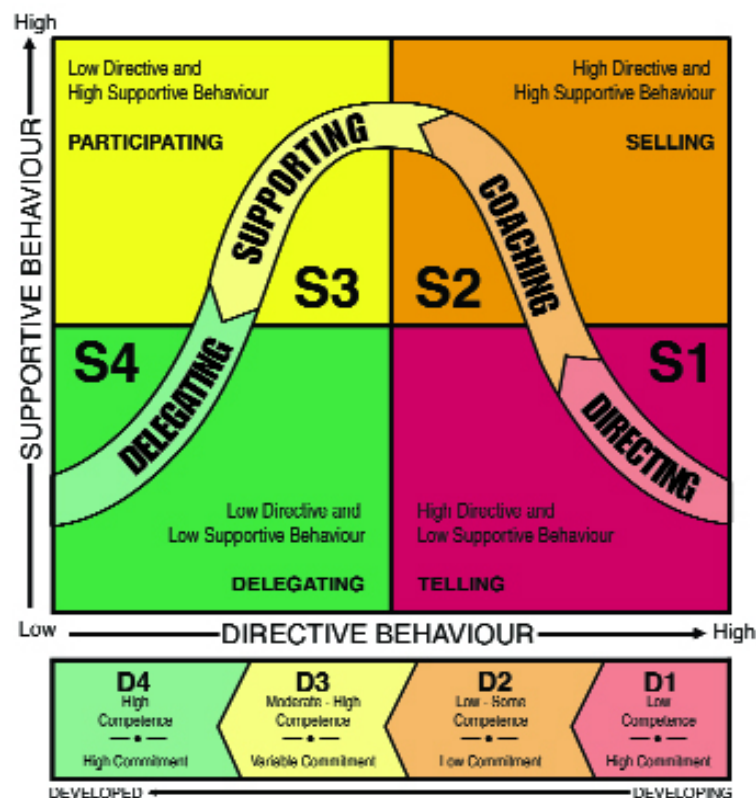 High
Low Directive and
High Supportive Behaviour
PARTICIPATING
High Directive and
High Supportive Behaviour
SELLING
SUPPORTING
COACHING
S3
S2
S4
S1
DELEGATING
DIRECTING
SUPPORTIVE BEHAVIOUR
Low Directive and
Low Supportive Behaviour
DELEGATING
High Directive and
Low Supportive Behaviour
TELLING
Low
DIRECTIVE BEHAVIOUR
High
D4
High
Competence
High Commitment
D3
Moderate - High
Competence
Variable Commitment
D2
Low - Some
Competence
Low Commitment
D1
Low
Competence
High Commitment
DEVELOPED
DEVELOPING